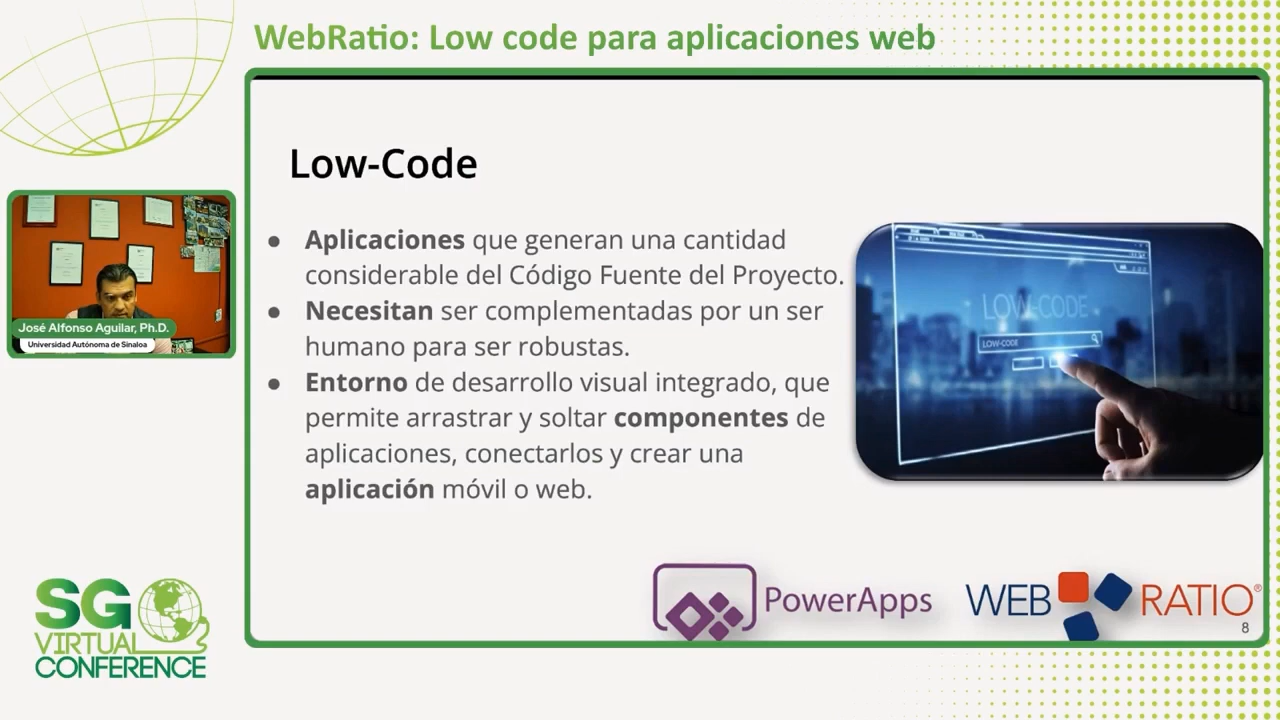 WebRatio: Low code para aplicaciones web
Low-Code
● Aplicaciones que generan una cantidad
considerable del Código Fuente del Proyecto.
● Necesitan ser complementadas por un ser
humano para ser robustas.
● Entorno de desarrollo visual integrado, que
permite arrastrar y soltar componentes de
aplicaciones, conectarlos y crear una
aplicación móvil o web.
LOW-CODE
LOW-CODE
José Alfonso Aguilar, Ph.D.
Universidad Autónoma de Sinaloa
SG
VIRTUAL
CONFERENCE
PowerApps
WEB RATIO®
8